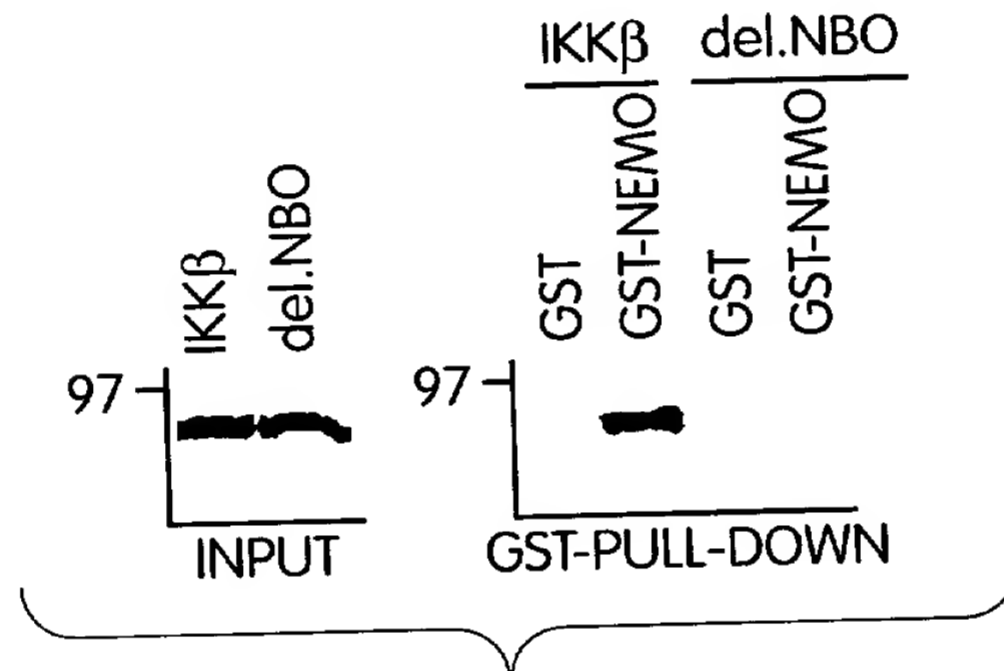 IKKβ del.NBO
GST
GST-NEMO
GST
GST-NEMO
IKKβ
del.NBO
97
97
INPUT
GST-PULL-DOWN